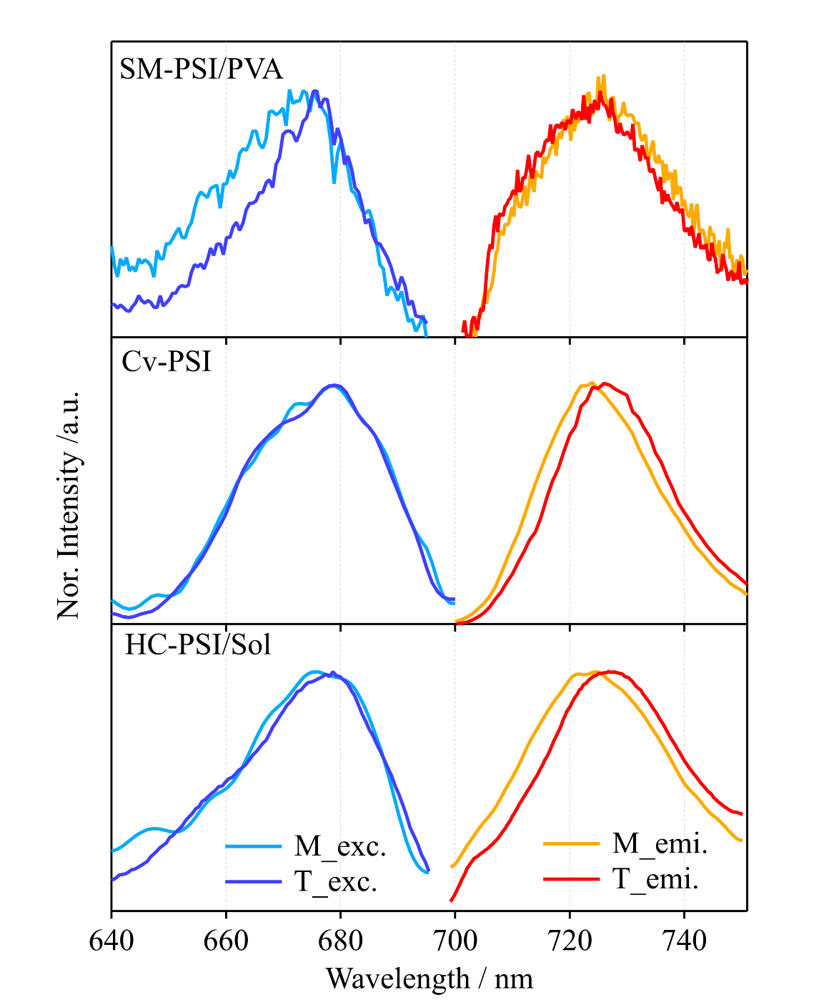 SM-PSI/PVA
Cv-PSI
HC-PSI/Sol
Nor. Intensity /a.u.
M_exc.
T_exc.
M_emi.
T_emi.
640 660 680 700 720 740
Wavelength / nm